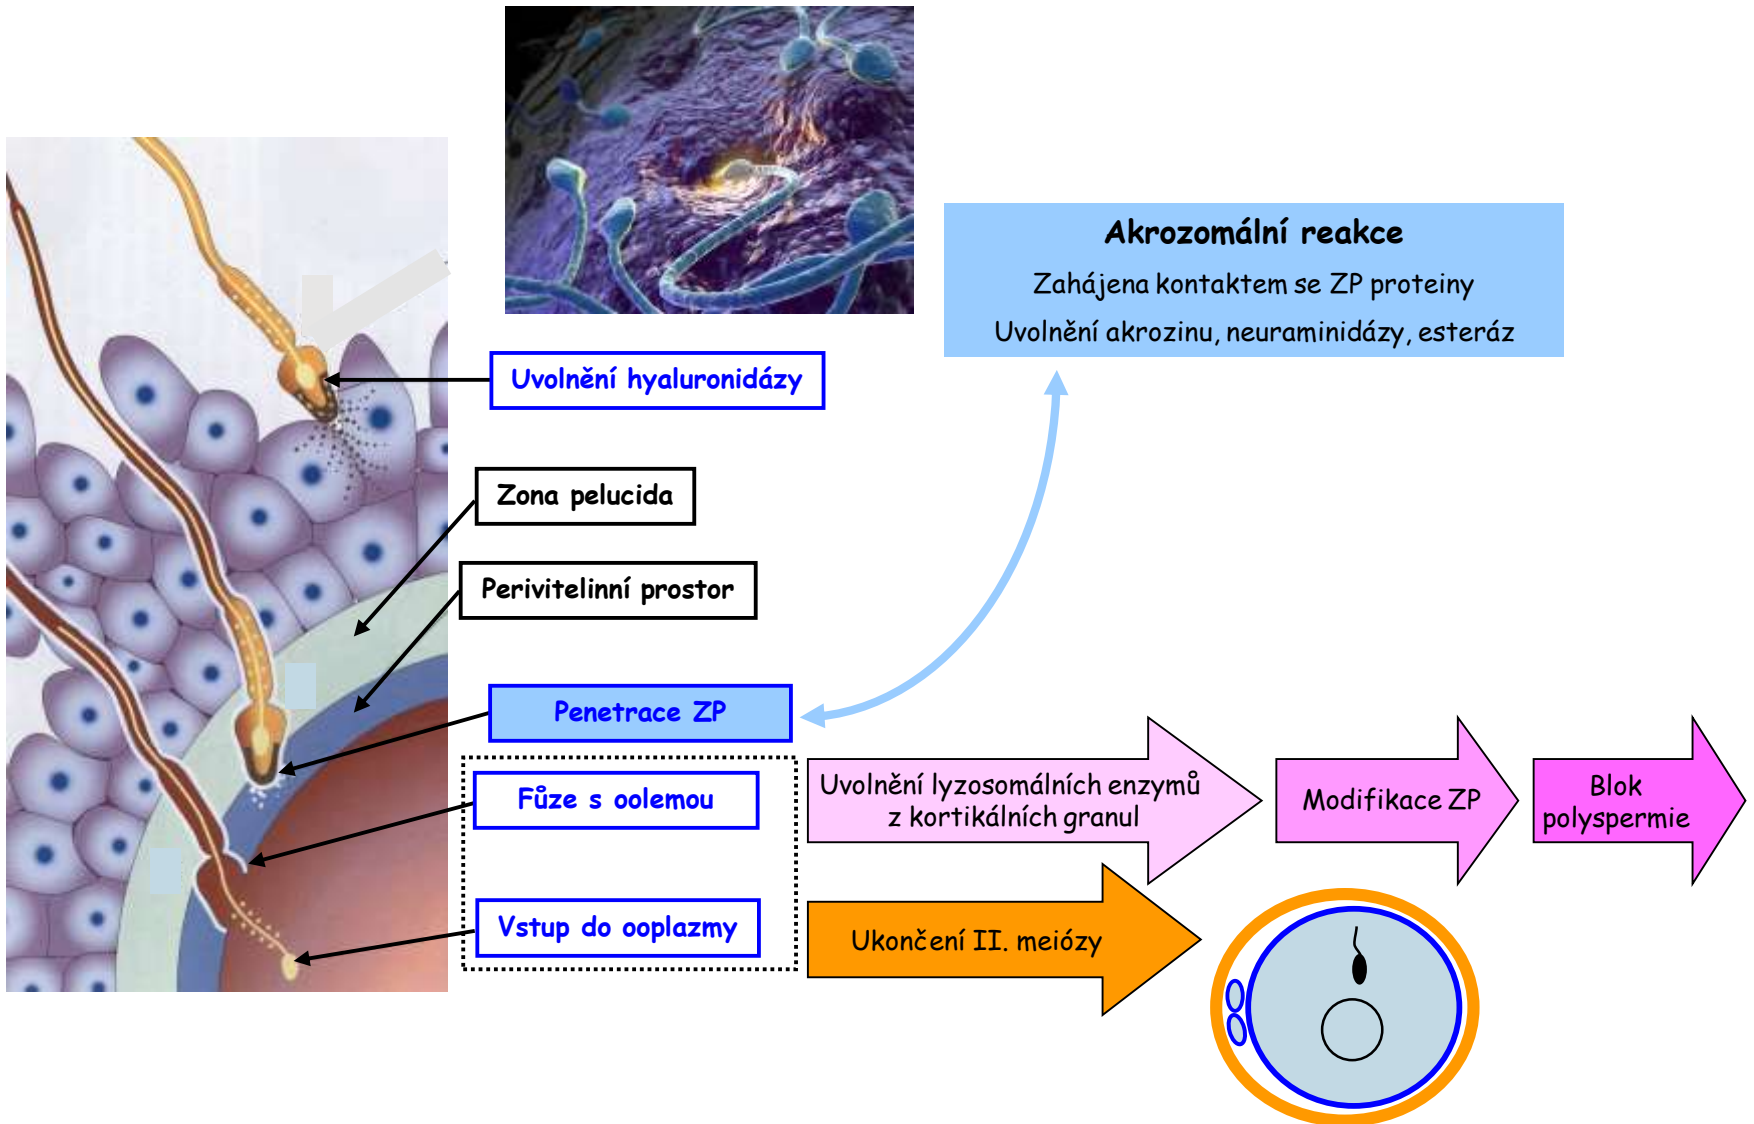 Akrozomální reakce
Zahájena kontaktem se ZP proteiny
Uvolnění akrozinu, neuraminidázy, esteráz
Uvolnění hyaluronidázy
Zona pelucida
Perivitelinní prostor
Penetrace ZP
Fůze s oolemou
Vstup do ooplazmy
Uvolnění lyzosomálních enzymů
z kortikálních granul
Modifikace ZP
Blok
polyspermie
Ukončení II. meiózy